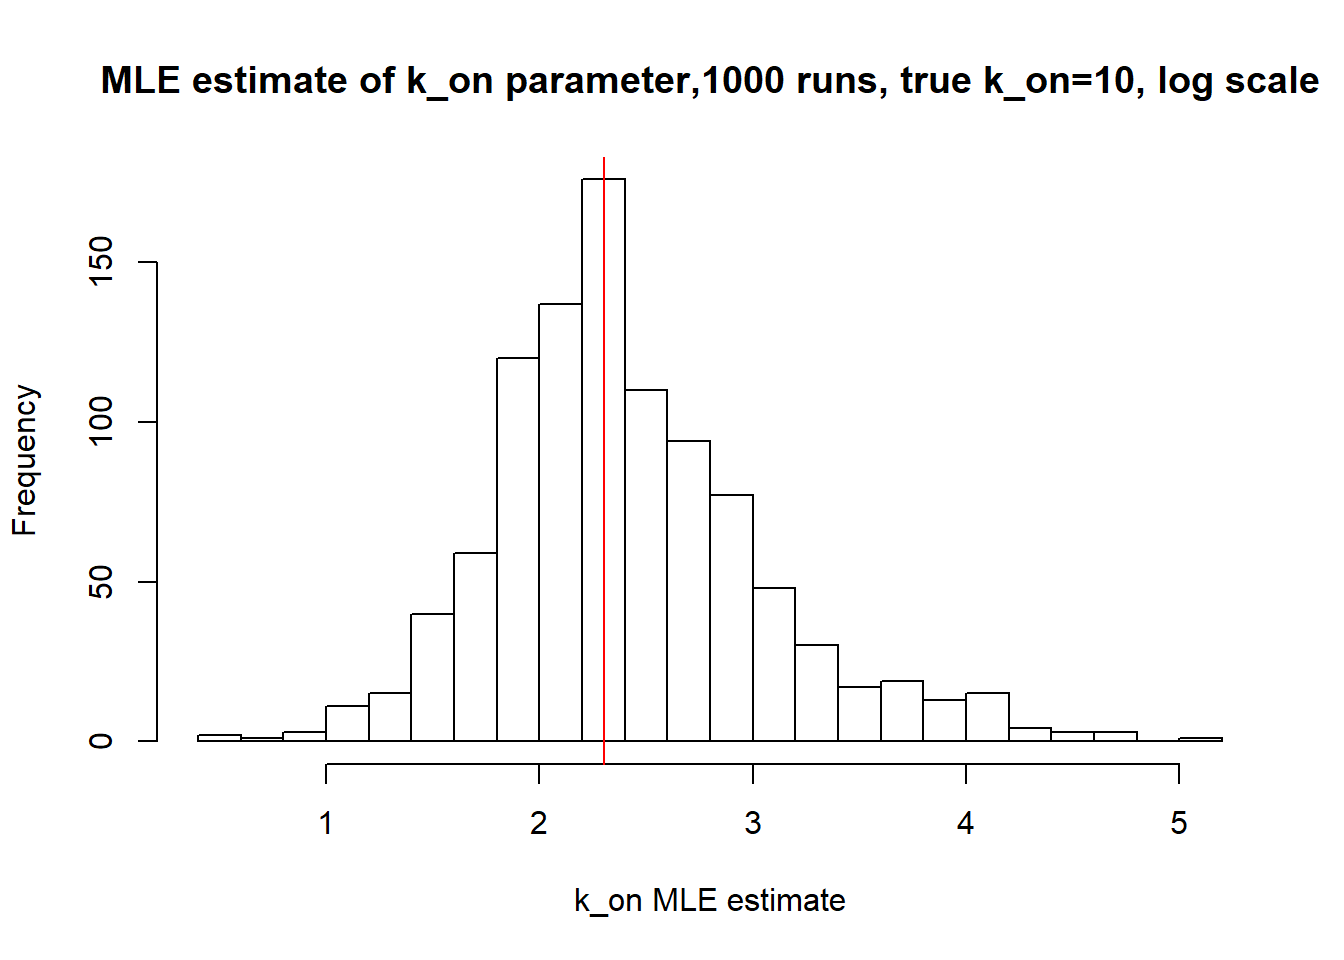 MLE estimate of k_on parameter,1000 runs, true k_on=10, log scale
Frequency
150
100
50
0
1 2 3 4 5
k_on MLE estimate